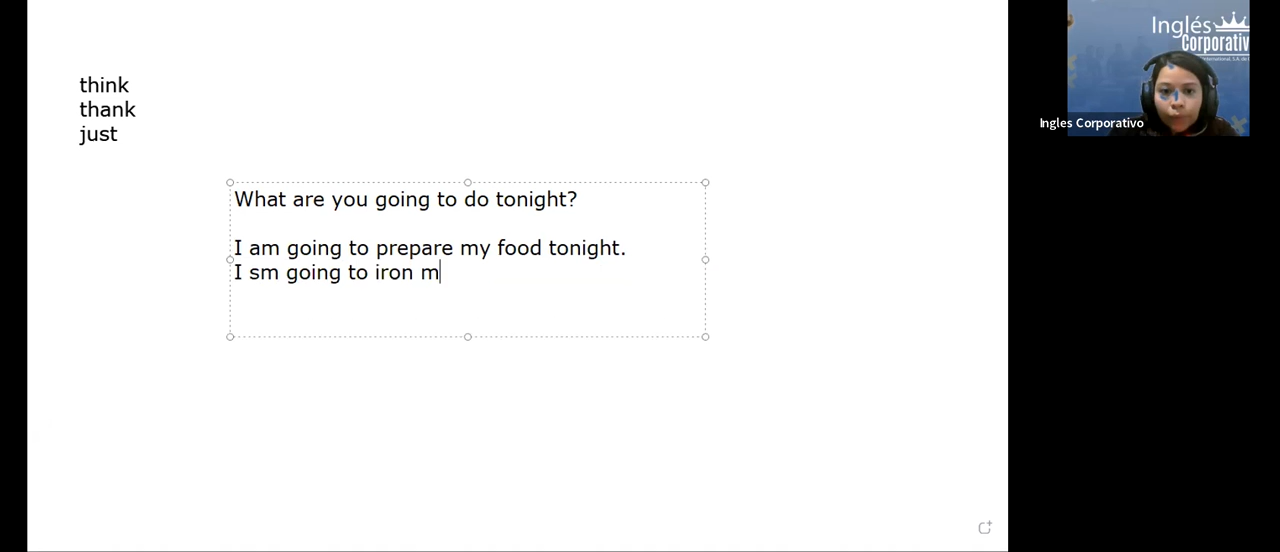 think
thank
just
What are you going to do tonight?
I am going to prepare my food tonight.
I sm going to iron m
Inglés
Corporativ
Ingles Corporativo